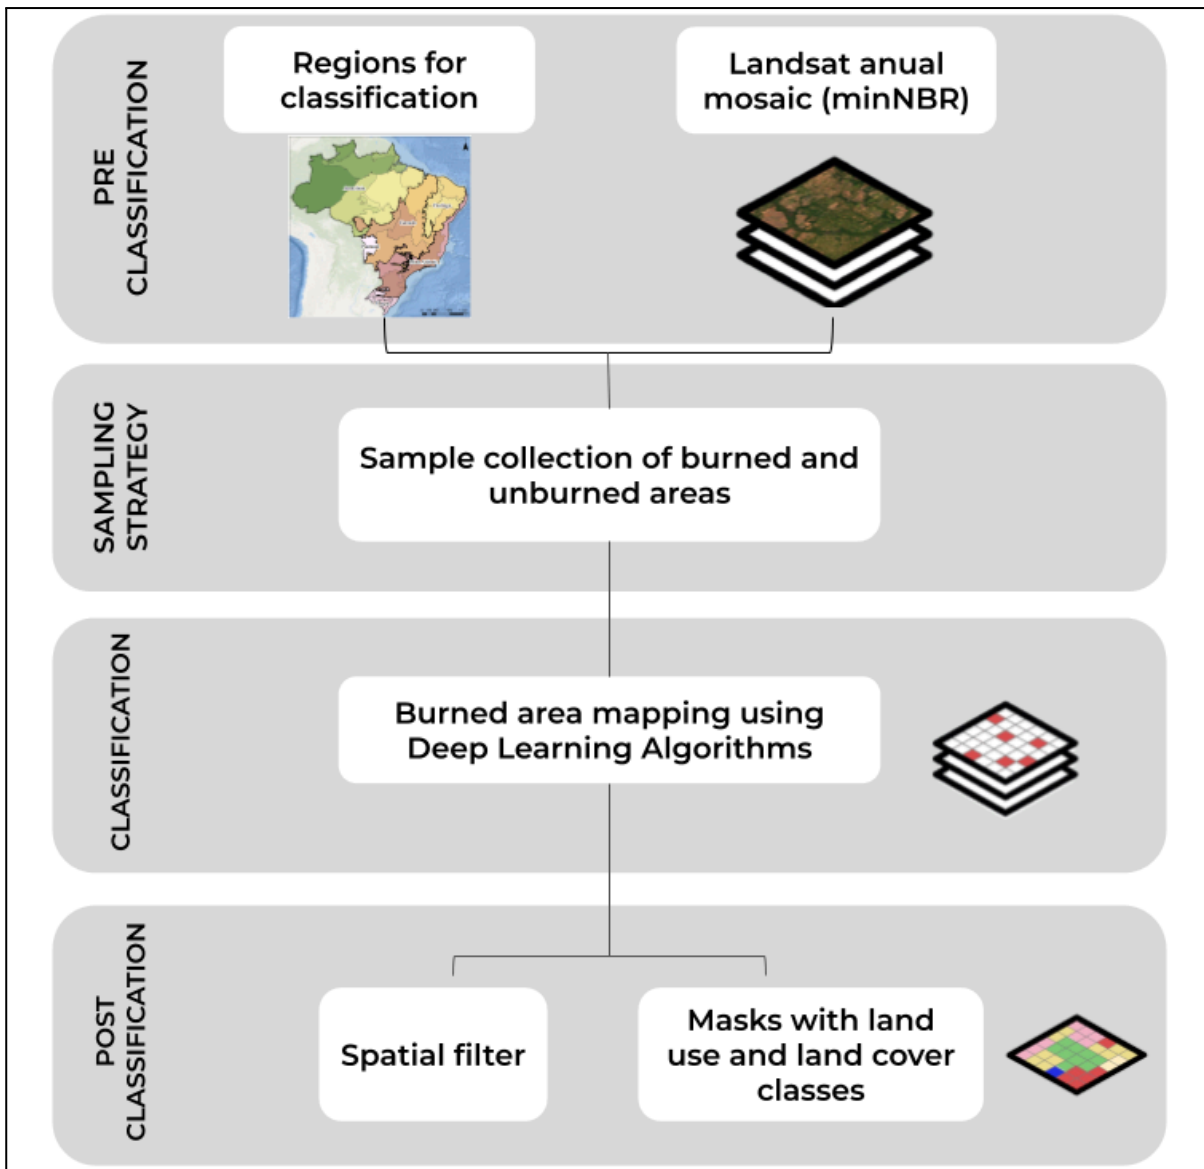 PRE
CLASSIFICATION
Regions for
classification
Landsat anual
mosaic (minNBR)
SAMPLING
STRATEGY
Sample collection of burned and
unburned areas
CLASSIFICATION
Burned area mapping using
Deep Learning Algorithms
POST
CLASSIFICATION
Spatial filter
Masks with land
use and land cover
classes